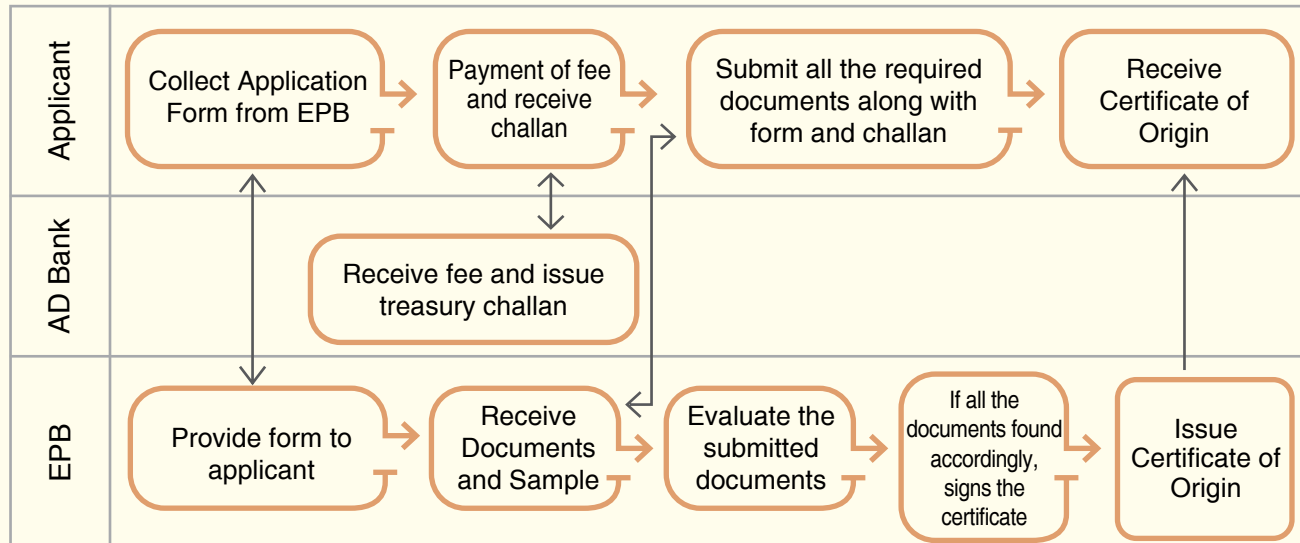 Applicant
Collect Application
Form from EPB
Payment of fee
and receive
challan
Submit all the required
documents along with
form and challan
Receive
Certificate of
Origin
AD Bank
Receive fee and issue
treasury challan
EPB
Provide form to
applicant
Receive
Documents
and Sample
Evaluate the
submitted
documents
If all the
documents found
accordingly,
signs the
certificate
Issue
Certificate of
Origin